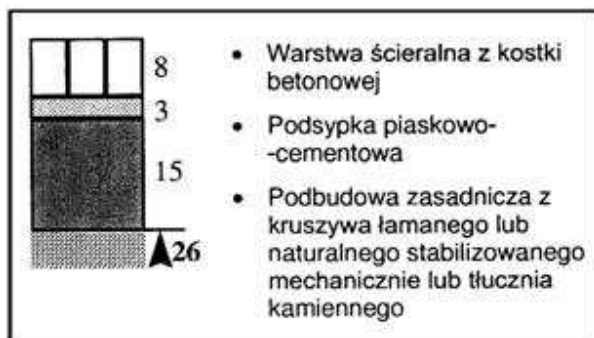 8
3
15
26
• Warstwa ścieralna z kostki
betonowej
• Podsypka piaskowo-
-cementowa
• Podbudowa zasadnicza z
kruszywa łamanego lub
naturalnego stabilizowanego
mechanicznie lub tłucznia
kamiennego